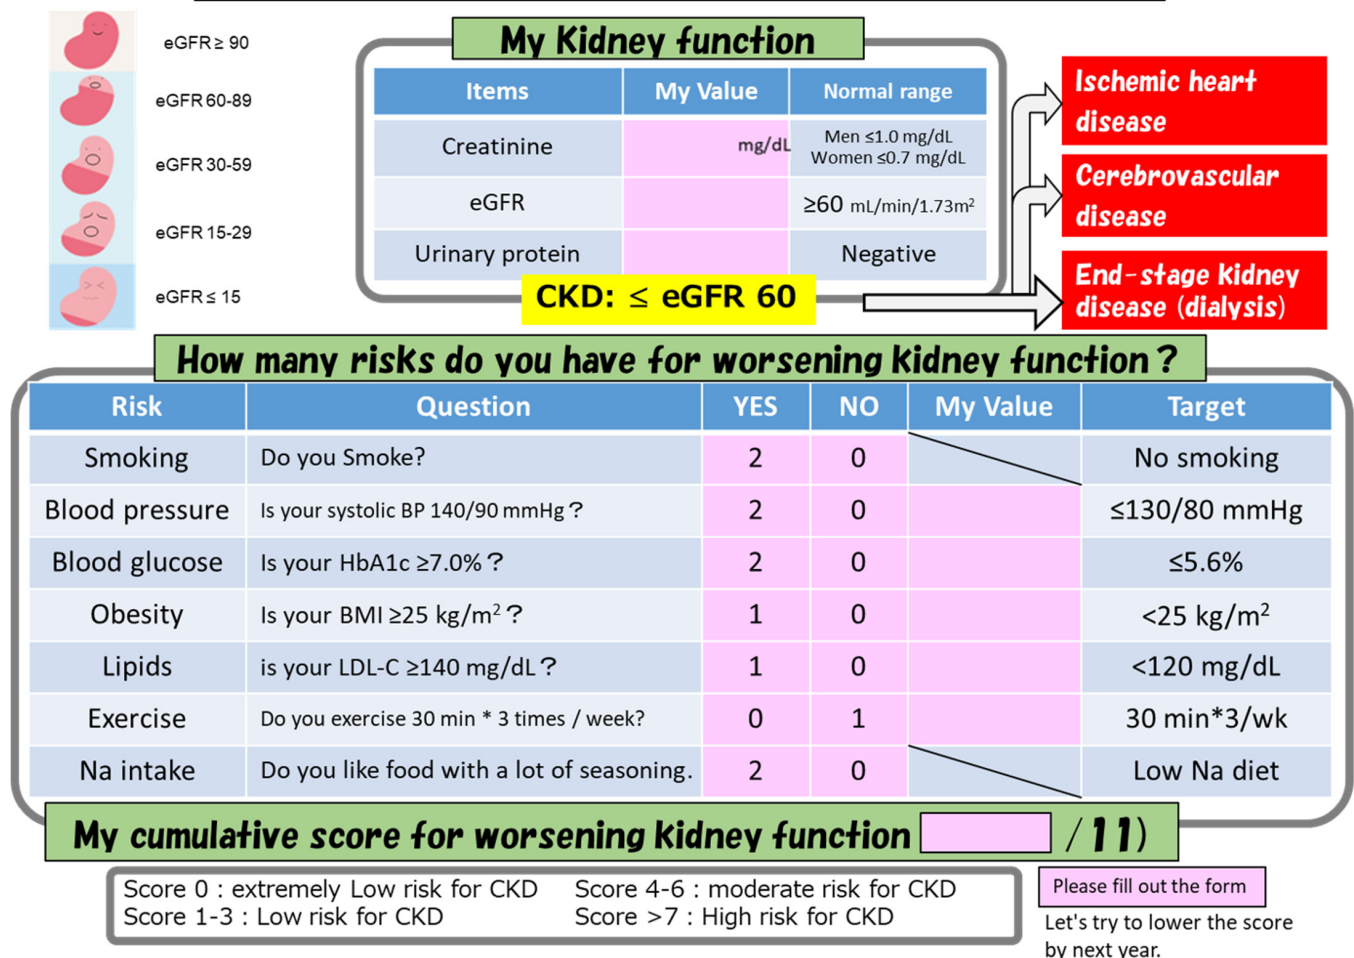 eGFR≥ 90
eGFR 60-89
eGFR 30-59
eGFR 15-29
eGFR≤ 15
My Kidney function
Items My Value Normal range
Creatinine mg/dL Men ≤1.0 mg/dL
Women ≤0.7 mg/dL
eGFR ≥60 mL/min/1.73m²
Urinary protein Negative
CKD: ≤ eGFR 60
Ischemic heart
disease
Cerebrovascular
disease
End-stage kidney
disease (dialysis)
How many risks do you have for worsening kidney function?
Risk Question YES NO My Value Target
Smoking Do you Smoke? 2 0 No smoking
Blood pressure Is your systolic BP 140/90 mmHg? 2 0 ≤130/80 mmHg
Blood glucose Is your HbA1c ≥7.0%? 2 0 ≤5.6%
Obesity Is your BMI ≥25 kg/m²? 1 0 <25 kg/m²
Lipids is your LDL-C ≥140 mg/dL? 1 0 <120 mg/dL
Exercise Do you exercise 30 min * 3 times / week? 0 1 30 min*3/wk
Na intake Do you like food with a lot of seasoning. 2 0 Low Na diet
My cumulative score for worsening kidney function /11)
Score 0 : extremely Low risk for CKD Score 4-6 : moderate risk for CKD
Score 1-3 : Low risk for CKD Score >7 : High risk for CKD
Please fill out the form
Let's try to lower the score
by next year.